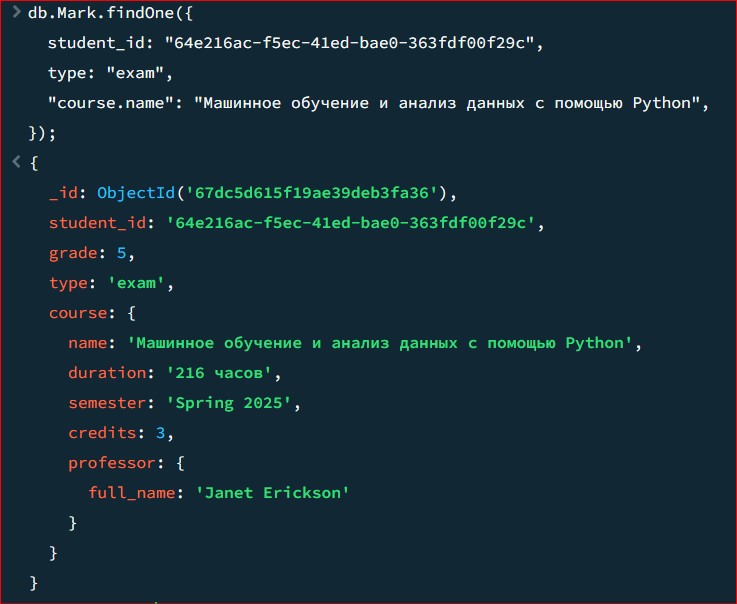 > db.Mark.findOne({
student_id: "64e216ac-f5ec-41ed-bae0-363fdf00f29c",
type: "exam",
"course.name": "Машинное обучение и анализ данных с помощью Python",
});
< {
_id: ObjectId('67dc5d615f19ae39deb3fa36'),
student_id: '64e216ac-f5ec-41ed-bae0-363fdf00f29c',
grade: 5,
type: 'exam',
course: {
name: 'Машинное обучение и анализ данных с помощью Python',
duration: '216 часов',
semester: 'Spring 2025',
credits: 3,
professor: {
full_name: 'Janet Erickson'
}
}
}